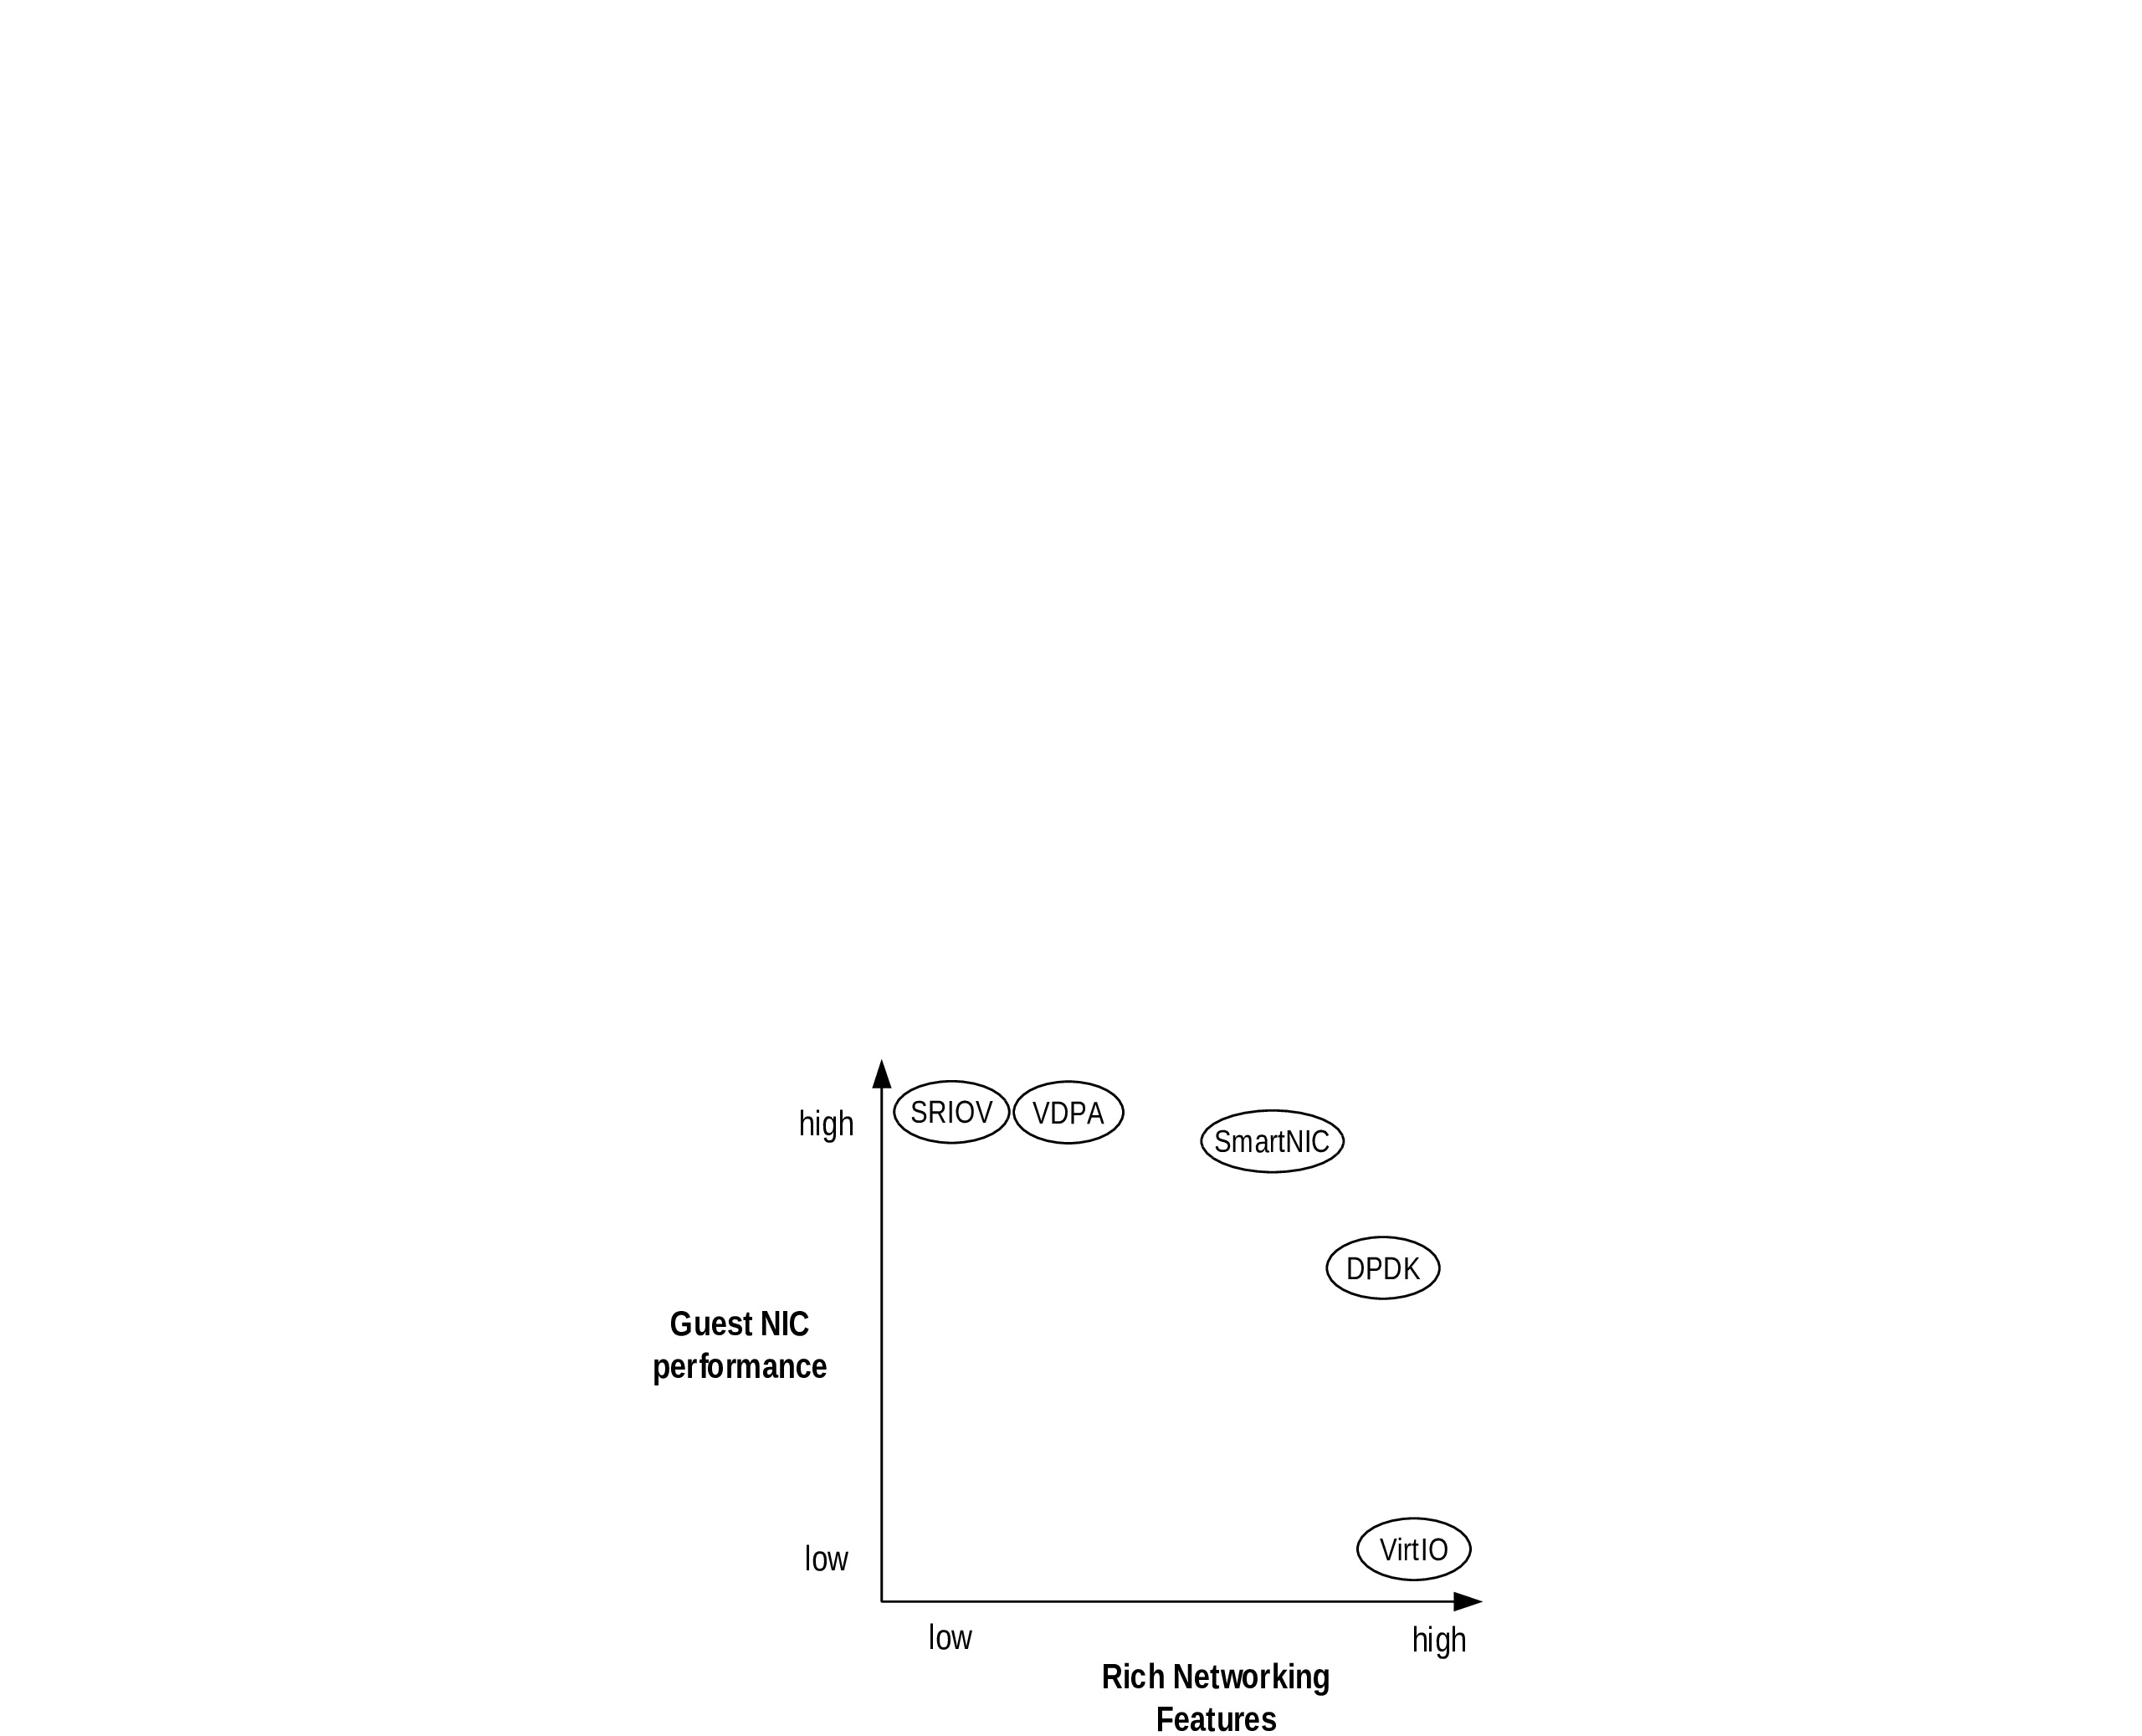 SRIOV
VDPA
high
SmartNIC
DPDK
Guest NIC
performance
VirtIO
low
low
high
Rich Networking
Features